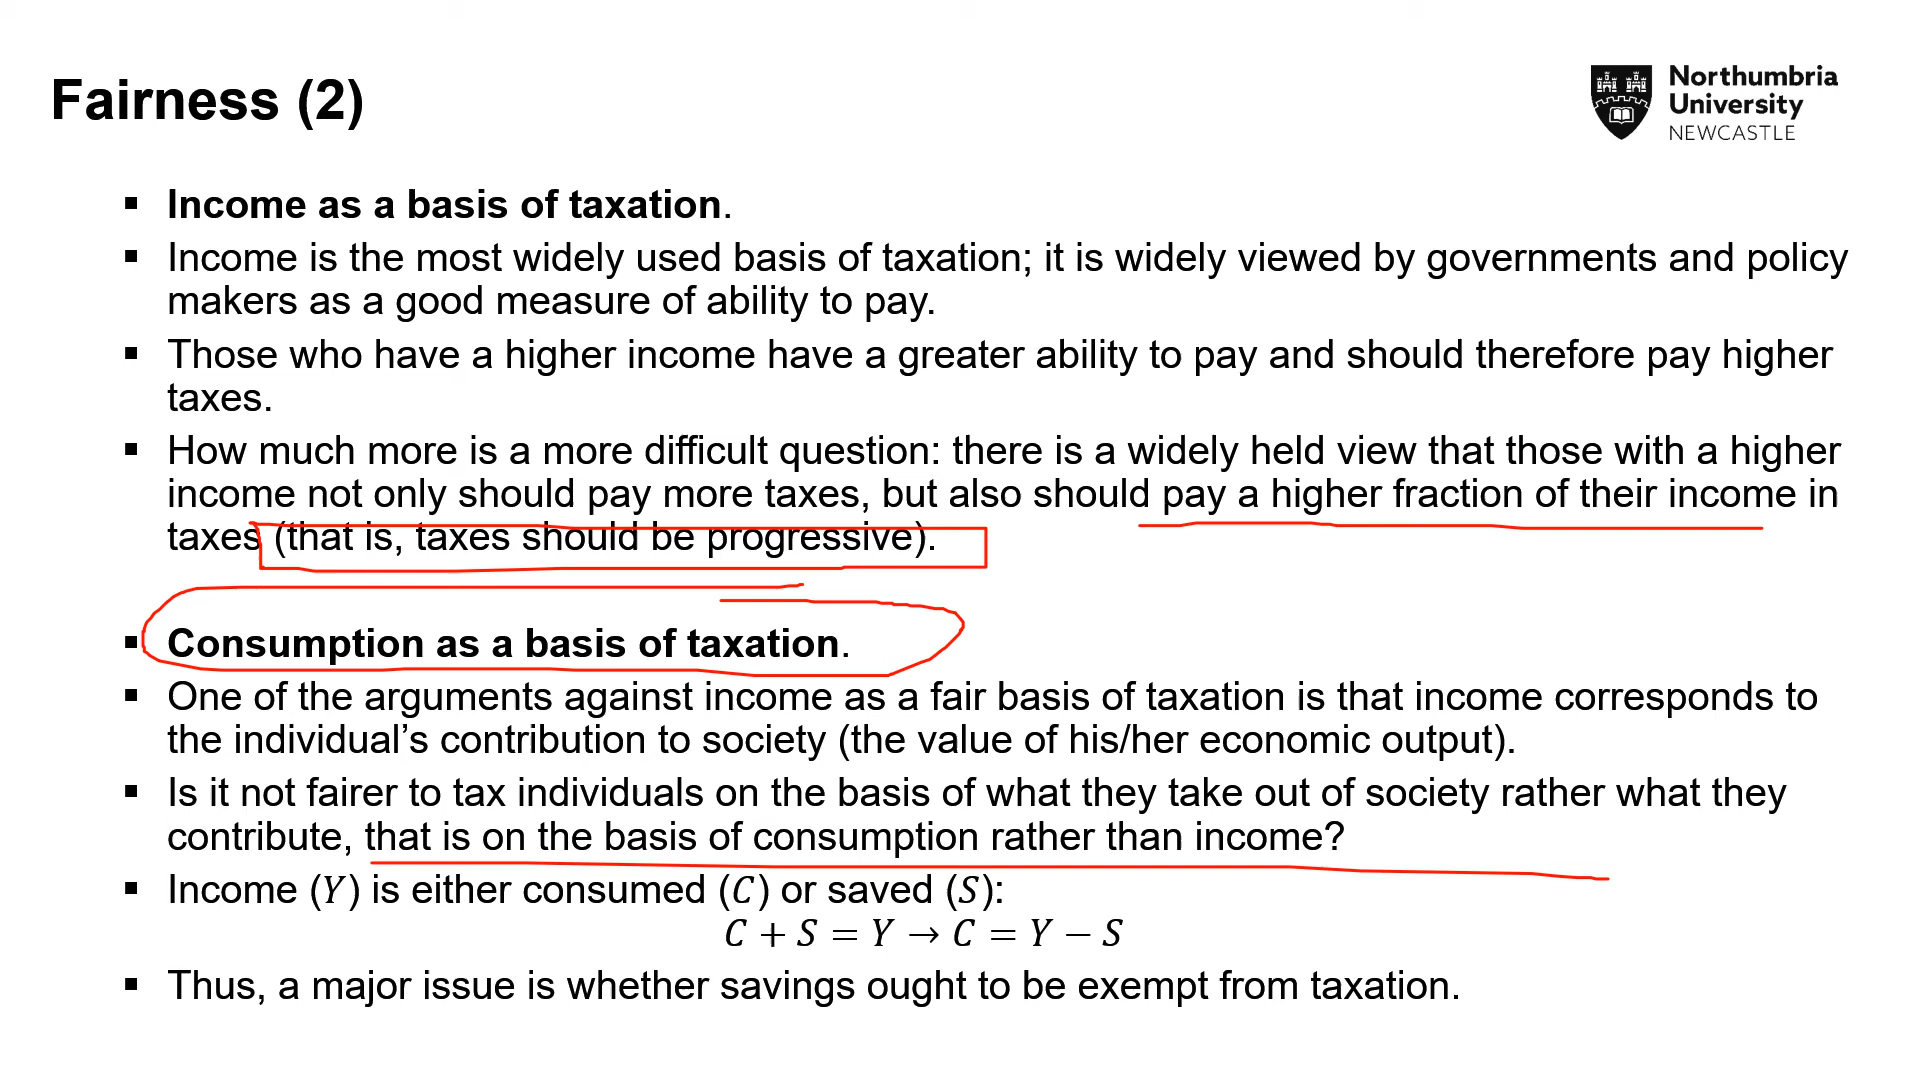 Fairness (2)
Northumbria
University
NEWCASTLE
▪ Income as a basis of taxation.
▪ Income is the most widely used basis of taxation; it is widely viewed by governments and policy
makers as a good measure of ability to pay.
▪ Those who have a higher income have a greater ability to pay and should therefore pay higher
taxes.
▪ How much more is a more difficult question: there is a widely held view that those with a higher
income not only should pay more taxes, but also should pay a higher fraction of their income in
taxes (that is, taxes should be progressive).
▪ Consumption as a basis of taxation.
▪ One of the arguments against income as a fair basis of taxation is that income corresponds to
the individual’s contribution to society (the value of his/her economic output).
▪ Is it not fairer to tax individuals on the basis of what they take out of society rather what they
contribute, that is on the basis of consumption rather than income?
▪ Income (𝑌) is either consumed (𝐶) or saved (𝑆):
𝐶 + 𝑆 = 𝑌 → 𝐶 = 𝑌 − 𝑆
▪ Thus, a major issue is whether savings ought to be exempt from taxation.